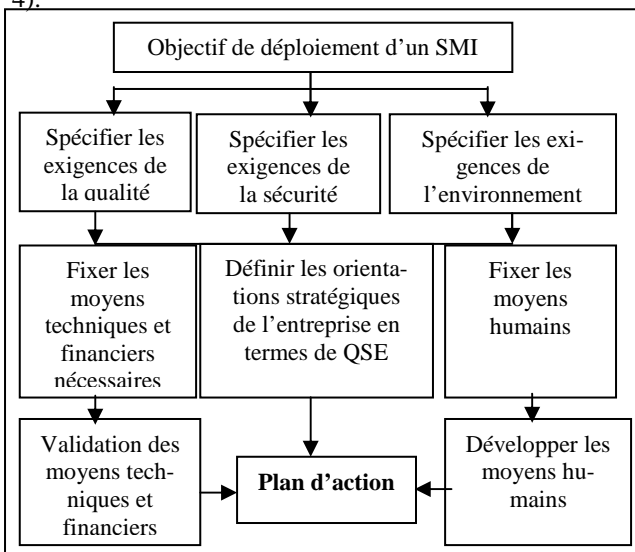 4).
Objectif de déploiement d’un SMI
Spécifier les
exigences de
la qualité
Spécifier les
exigences de
la sécurité
Spécifier les exi-
gences de
l’environnement
Fixer les
moyens
techniques et
financiers
nécessaires
Définir les orienta-
tions stratégiques
de l’entreprise en
termes de QSE
Fixer les
moyens
humains
Validation des
moyens tech-
niques et
financiers
Plan d’action
Développer les
moyens hu-
mains